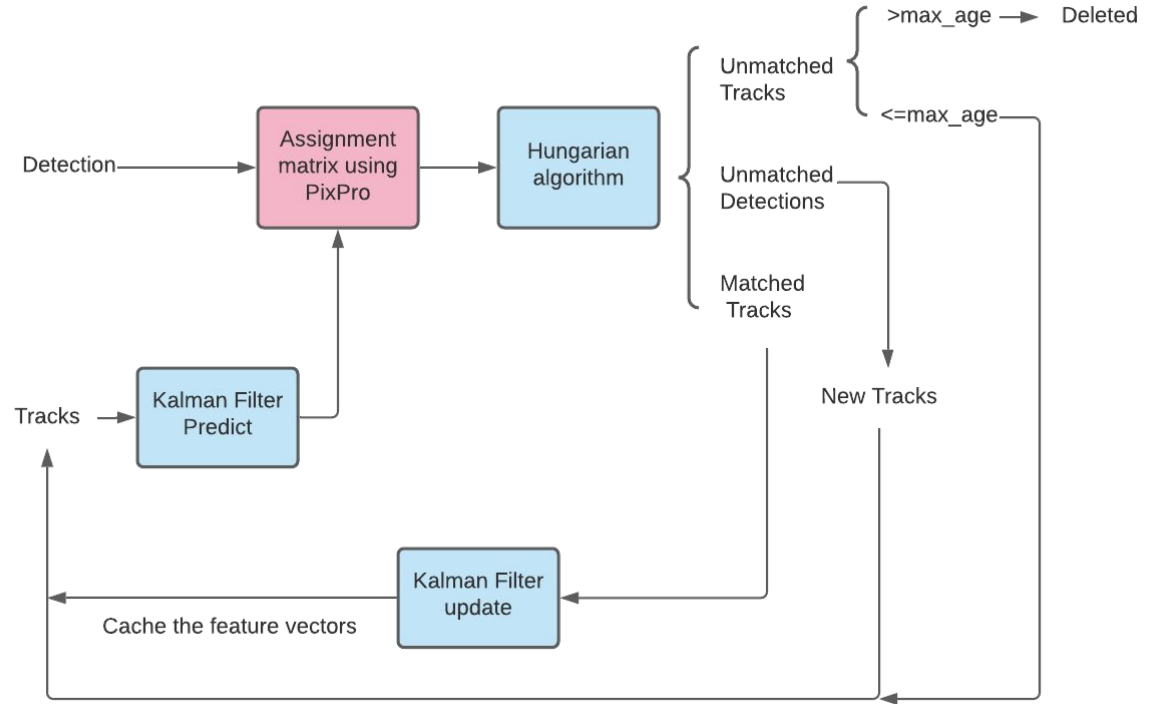 >max_age
Deleted
Unmatched
Tracks
<=max_age
Detection
Assignment
matrix using
PixPro
Hungarian
algorithm
Unmatched
Detections
Matched
Tracks
Tracks
Kalman Filter
Predict
New Tracks
Kalman Filter
update
Cache the feature vectors